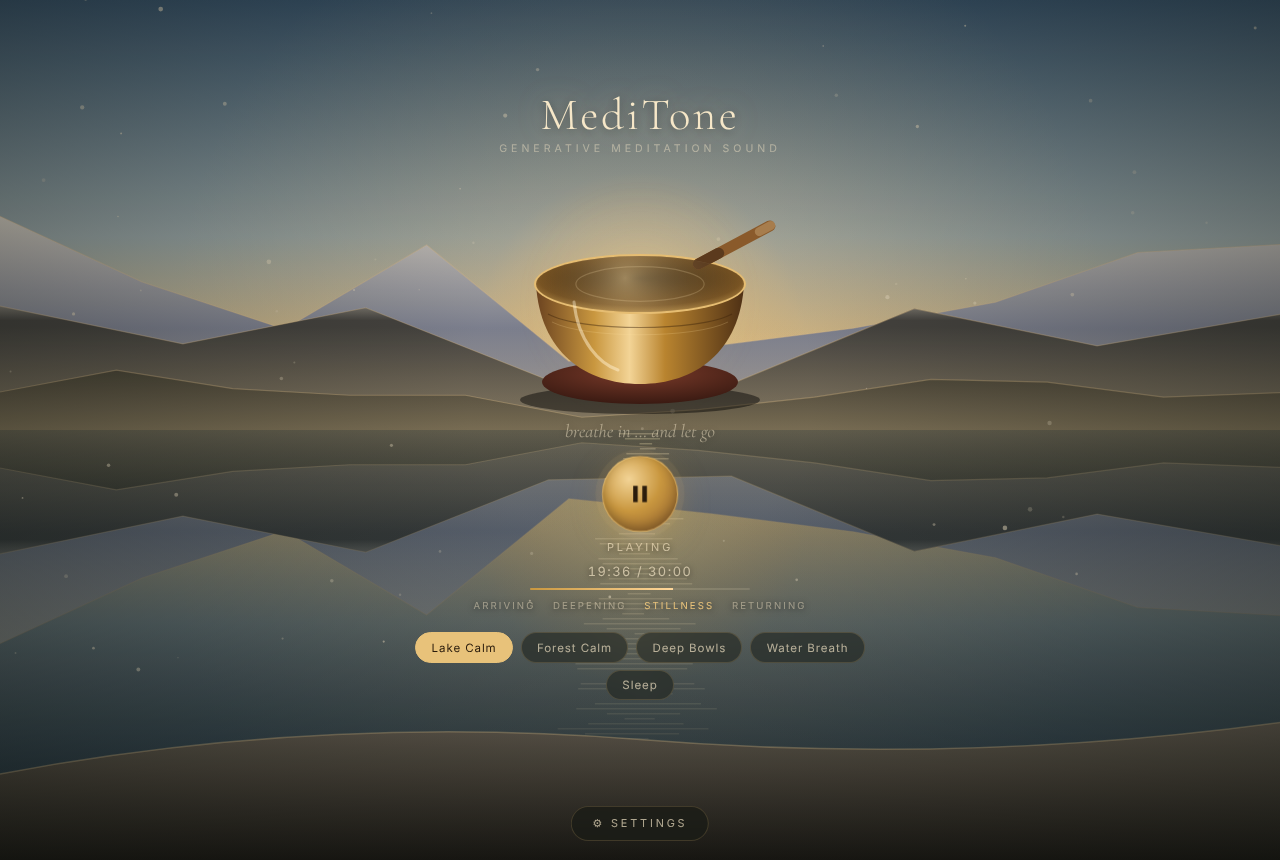 MediTone
GENERATIVE MEDITATION SOUND
breathe in ... and let go
PLAYING
19:36 / 30:00
ARRIVING DEEPENING STILLNESS RETURNING
Lake Calm Forest Calm Deep Bowls Water Breath
Sleep
⚙ SETTINGS